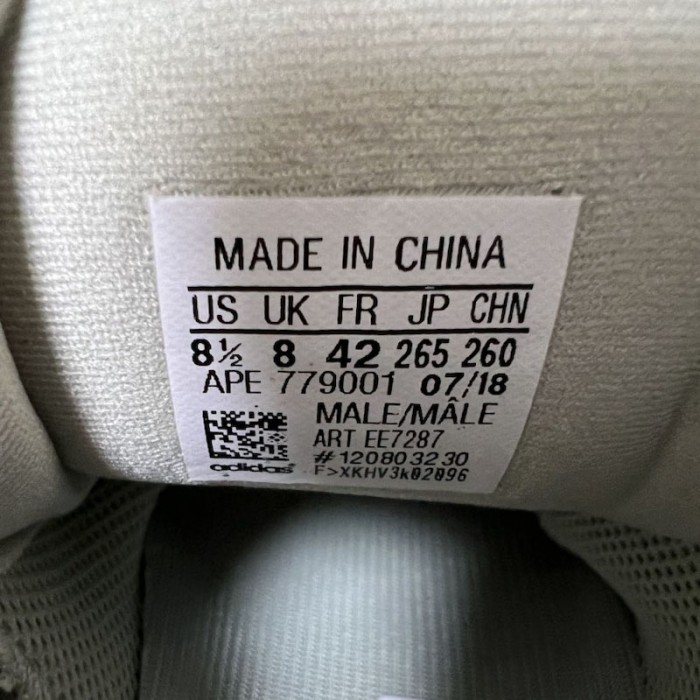 MADE IN CHINA
US UK FR JP CHN
8½ 8 42 265 260
APE 779001 07/18
MALE/MÂLE
ART EE7287
#120803230
adidas F>XKHV3K02096